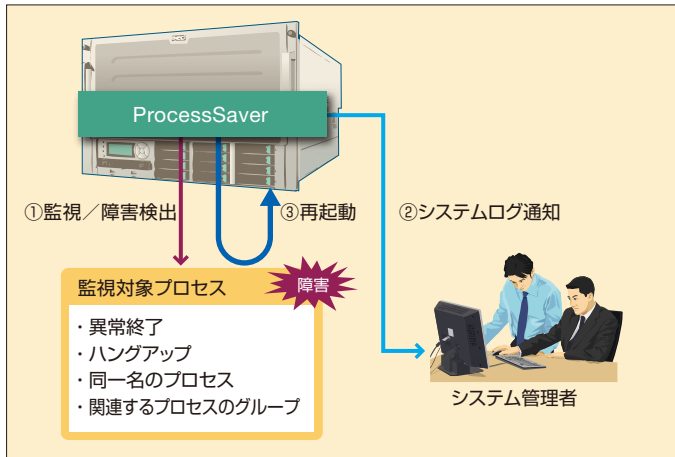 ProcessSaver
①監視／障害検出
③再起動
②システムログ通知
監視対象プロセス
障害
・異常終了
・ハングアップ
・同一名のプロセス
・関連するプロセスのグループ
システム管理者